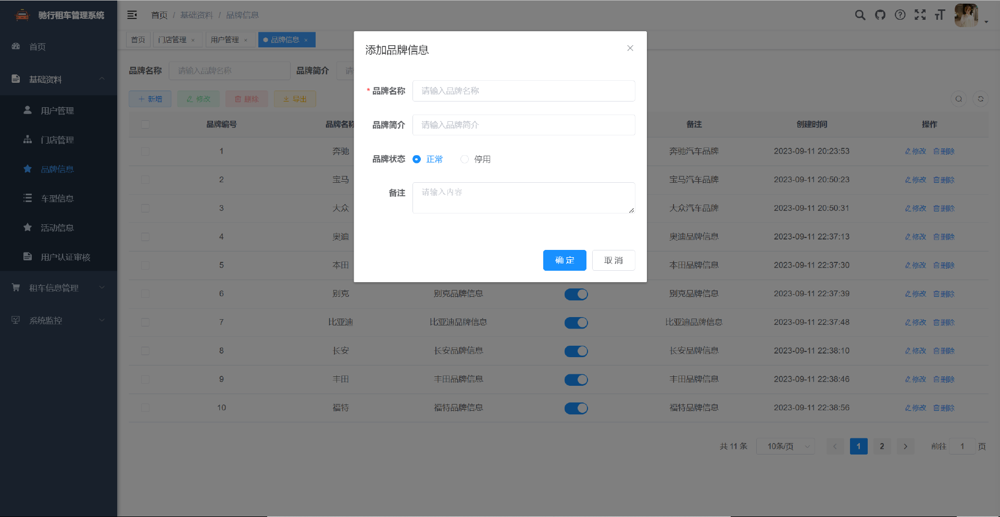 驰行租车管理系统
首页 / 基础资料 / 品牌信息
首页 门店管理 × 用户管理 × 品牌信息 ×
首页
基础资料
用户管理
门店管理
品牌信息
车型信息
活动信息
用户认证审核
租车信息管理
系统监控
品牌名称 请输入品牌名称 品牌简介 请
新增 修改 删除 导出
添加品牌信息
* 品牌名称 请输入品牌名称
品牌简介 请输入品牌简介
品牌状态 正常 停用
备注 请输入内容
确 定 取 消
品牌编号 品牌名称 备注 创建时间 操作
1 奔驰 奔驰汽车品牌 2023-09-11 20:23:53 修改 删除
2 宝马 宝马汽车品牌 2023-09-11 20:50:23 修改 删除
3 大众 大众汽车品牌 2023-09-11 20:50:31 修改 删除
4 奥迪 奥迪品牌信息 2023-09-11 22:37:13 修改 删除
5 本田 本田品牌信息 2023-09-11 22:37:30 修改 删除
6 别克 别克品牌信息 别克品牌信息 2023-09-11 22:37:39 修改 删除
7 比亚迪 比亚迪品牌信息 比亚迪品牌信息 2023-09-11 22:37:48 修改 删除
8 长安 长安品牌信息 长安品牌信息 2023-09-11 22:38:10 修改 删除
9 丰田 丰田品牌信息 丰田品牌信息 2023-09-11 22:38:46 修改 删除
10 福特 福特品牌信息 福特品牌信息 2023-09-11 22:38:56 修改 删除
共 11 条 10条/页 1 2 前往 1 页